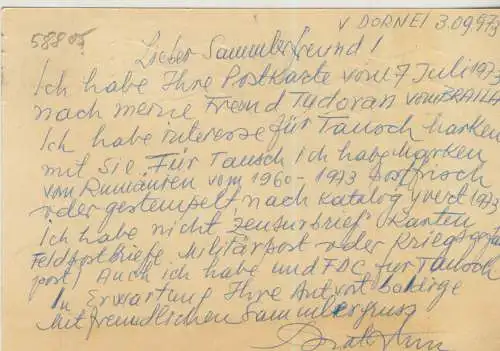 V DORNEI 3.09.973
58805
Lieber Sammlerfreund!
Ich habe Ihre Postkarte vom 7 Juli 1973
nach meine Freund Tudoran von BRAILA
Ich habe interesse für Tausch Marken
mit Sie. Für Tausch ich habe Marken
von Rumänien vom 1960-1973 postfrisch
oder gestempelt nach Katalog yvert 1973
Ich habe nicht "Zensurbrief" Karten
Feldpostbriefe, Militärpost oder Kriegsgefa
post! Auch ich habe und FDC für Tausch
In Erwartung Ihre Antwort baldige
Mit freundlichen Sammlergruss